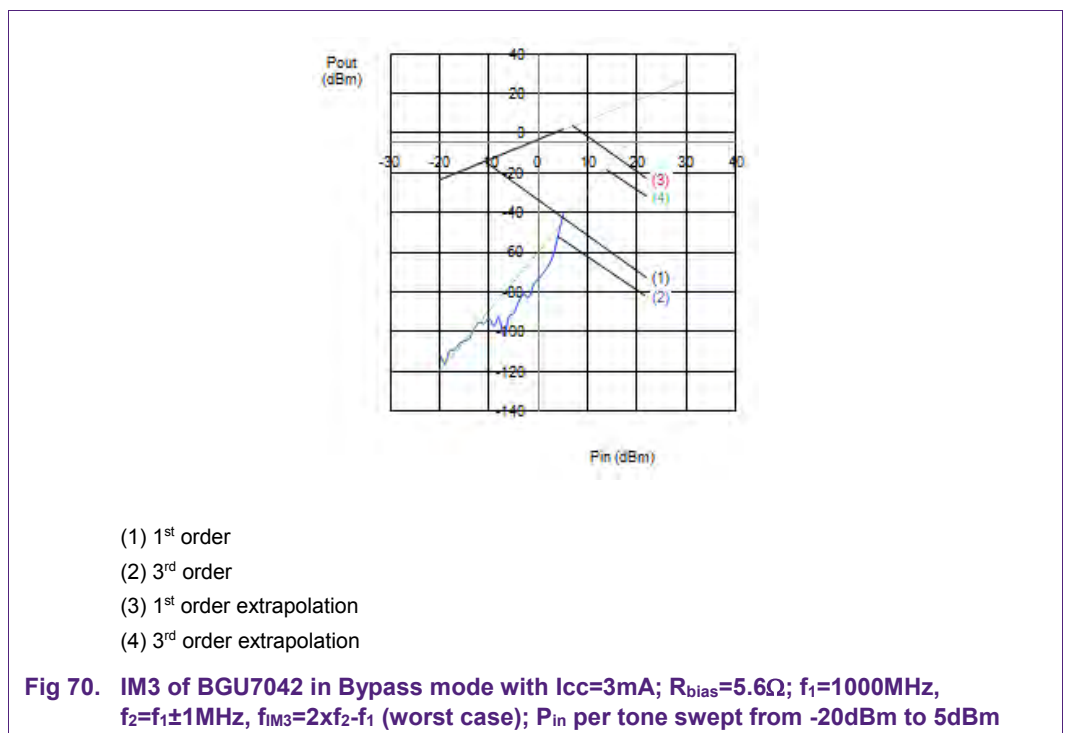 Pout
(dBm)
40
20
0
-30 -20 0 10 20 30 40
-20
(3)
(4)
-40
-60
(1)
(2)
-120
-140
Pin (dBm)
(1) 1st order
(2) 3rd order
(3) 1st order extrapolation
(4) 3rd order extrapolation
Fig 70. IM3 of BGU7042 in Bypass mode with Icc=3mA; Rbias=5.6Ω; f1=1000MHz,
f2=f1±1MHz, fIM3=2xf2-f1 (worst case); Pin per tone swept from -20dBm to 5dBm